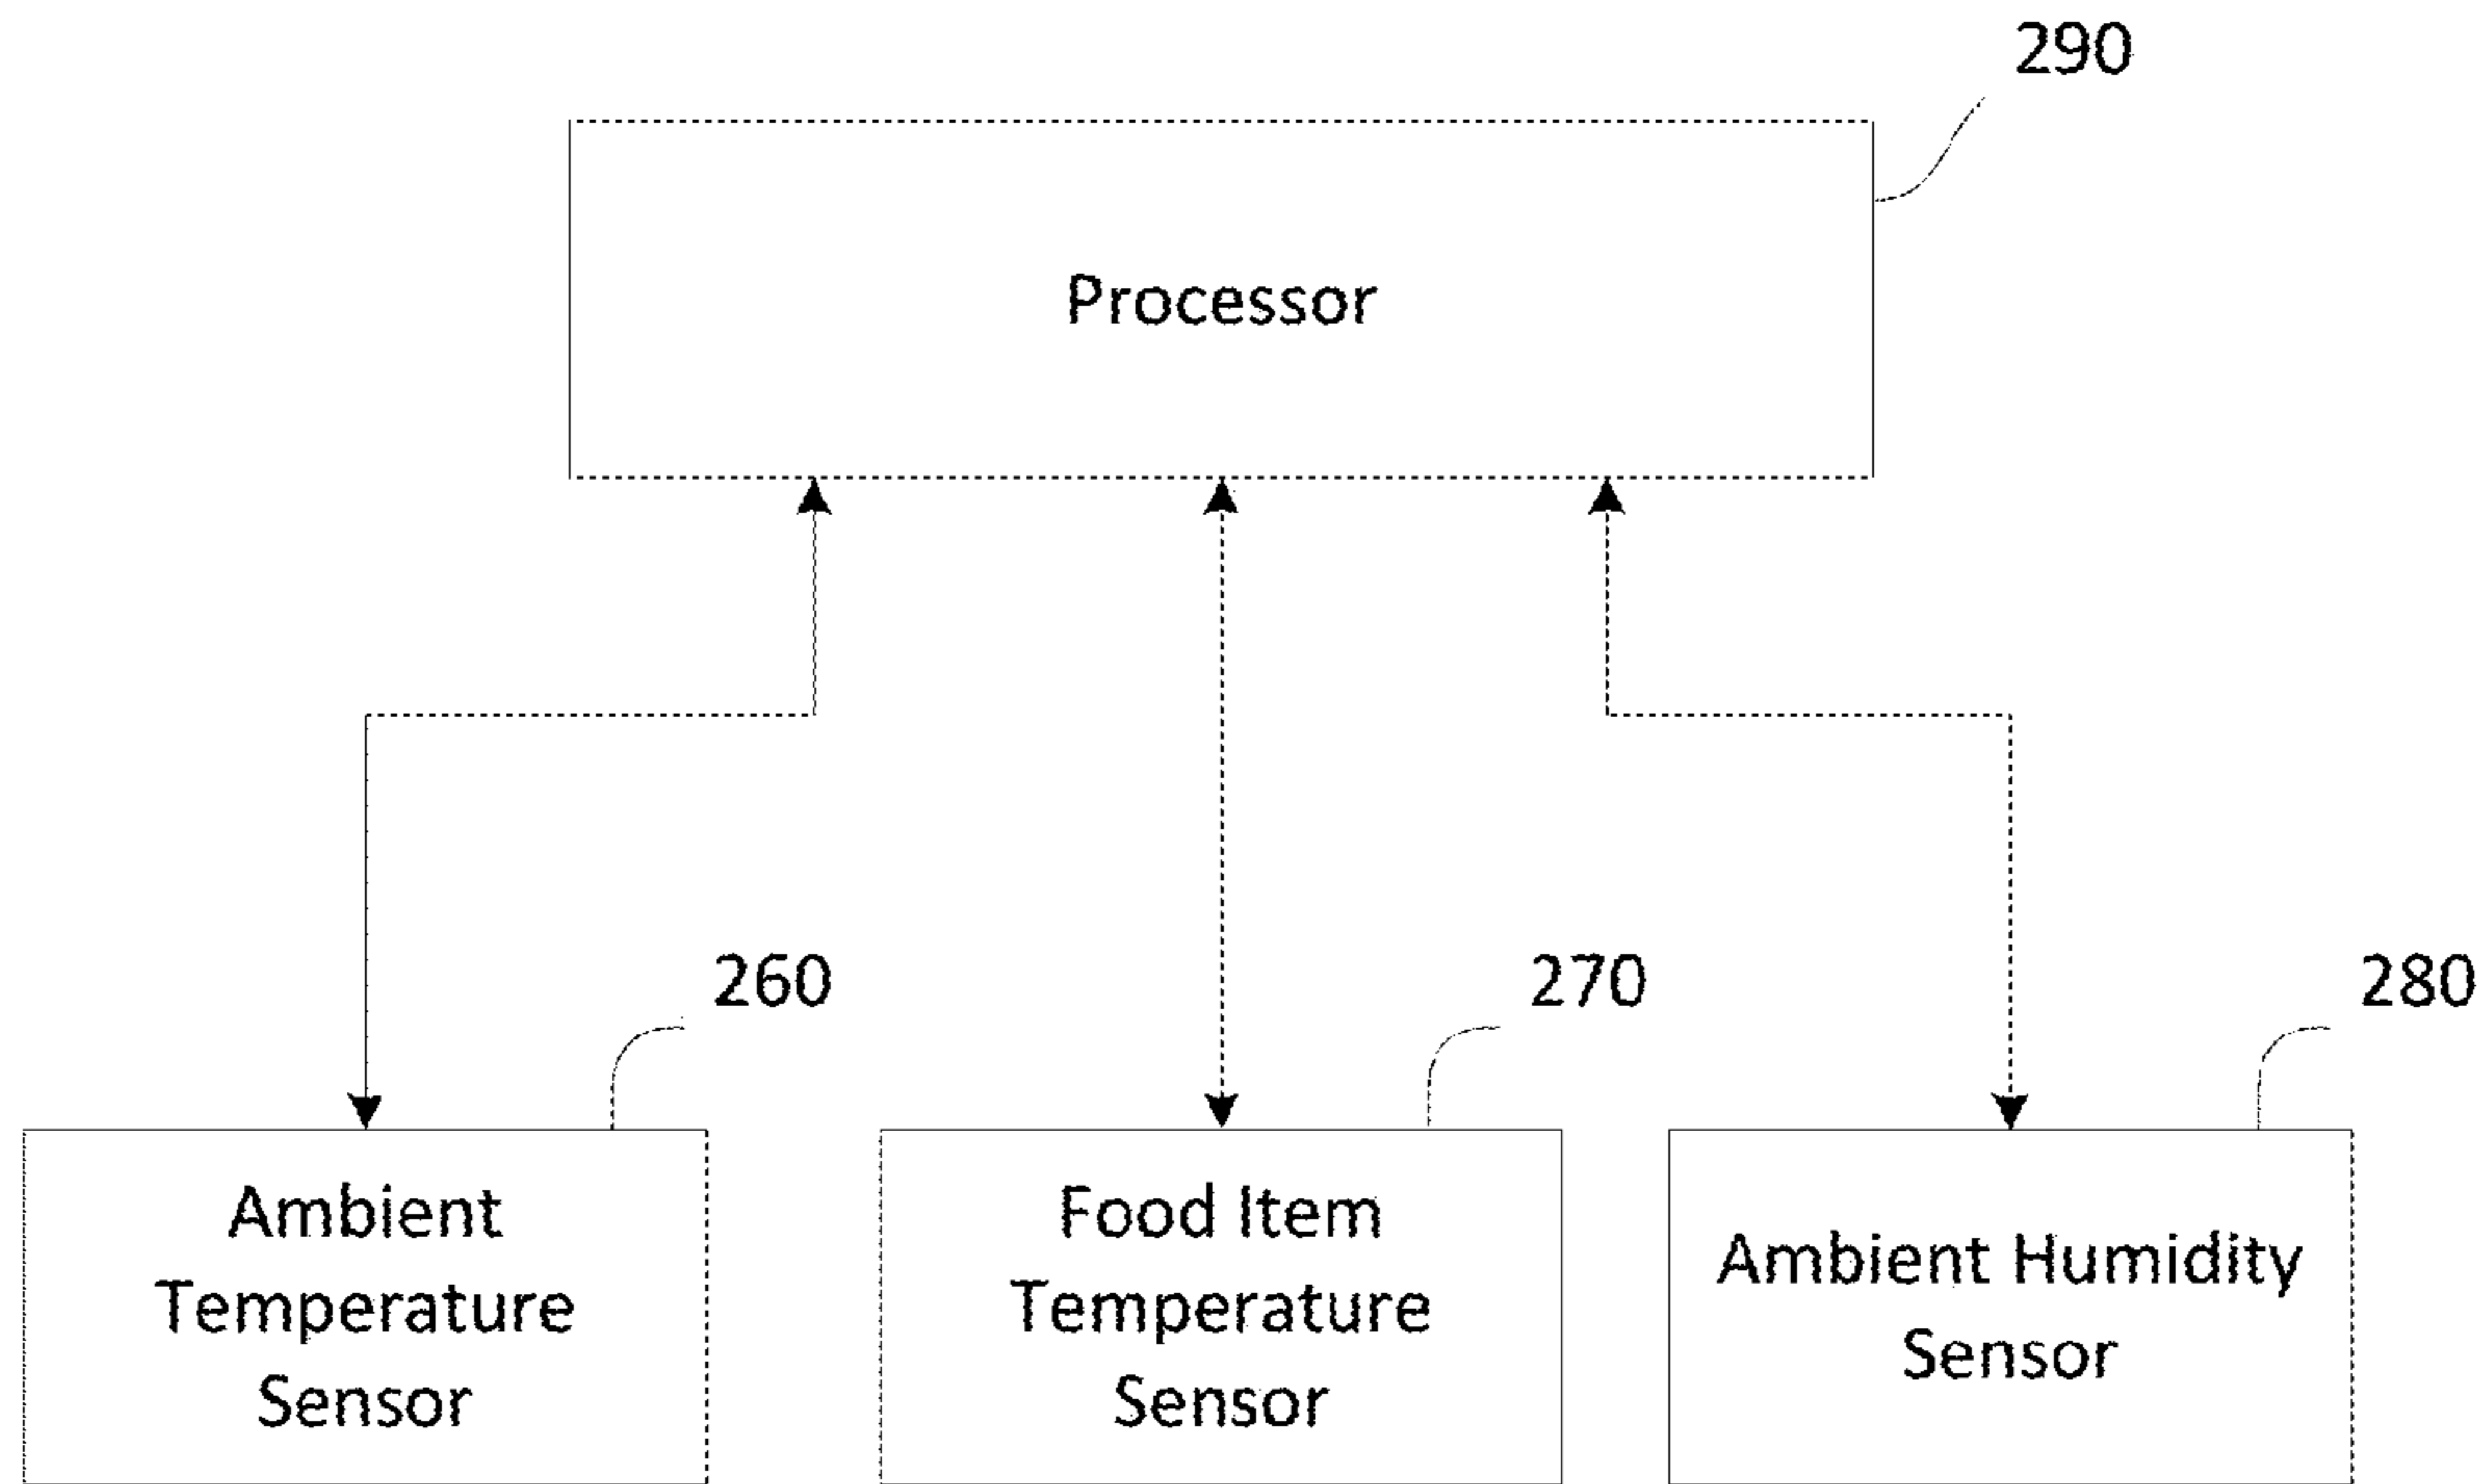 290
Processor
260
270
280
Ambient
Temperature
Sensor
Food Item
Temperature
Sensor
Ambient Humidity
Sensor